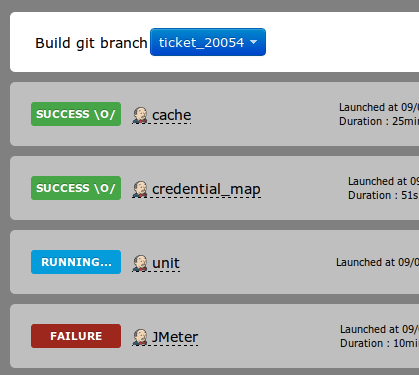 Build git branch ticket_20054
SUCCESS \O/ cache
Launched at 09/
Duration : 25min
SUCCESS \O/ credential_map
Launched at 09
Duration : 51s
RUNNING... unit
Launched at 09/0
FAILURE JMeter
Launched at 09/
Duration : 10mi